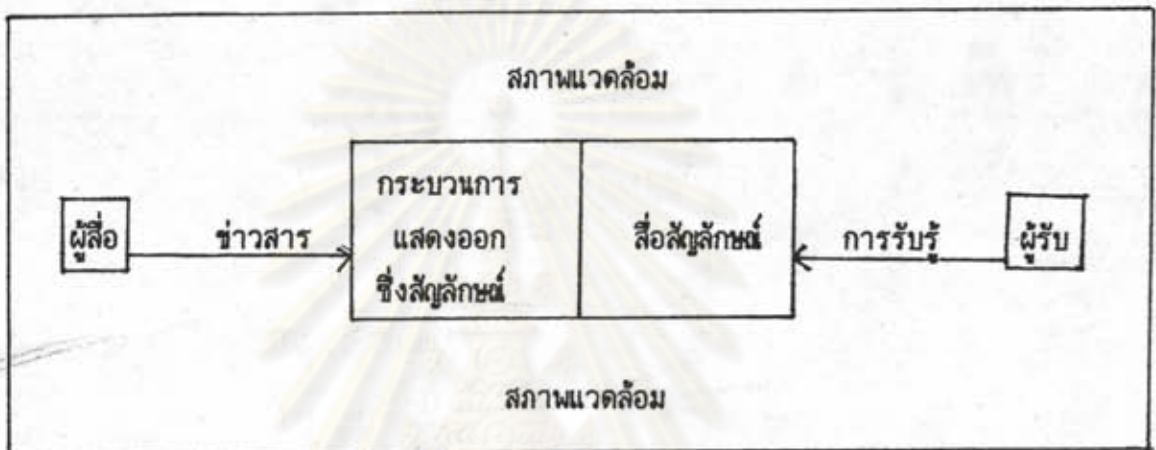 สภาพแวดล้อม
กระบวนการ
ผู้สื่อ ข่าวสาร แสดงออก สื่อสัญลักษณ์ การรับรู้ ผู้รับ
ซึ่งสัญลักษณ์
สภาพแวดล้อม